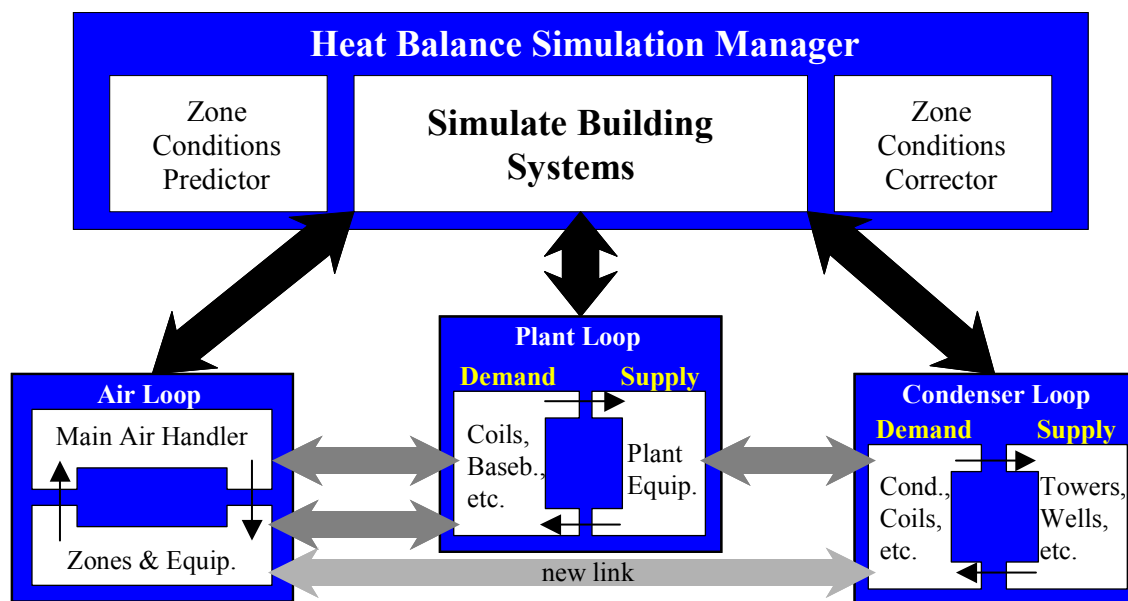 Heat Balance Simulation Manager
Zone
Conditions
Predictor
Simulate Building
Systems
Zone
Conditions
Corrector
Air Loop
Main Air Handler
Zones & Equip.
Plant Loop
Demand
Supply
Coils,
Baseb.,
etc.
Plant
Equip.
Condenser Loop
Demand
Supply
Cond.,
Coils,
etc.
Towers,
Wells,
etc.
new link